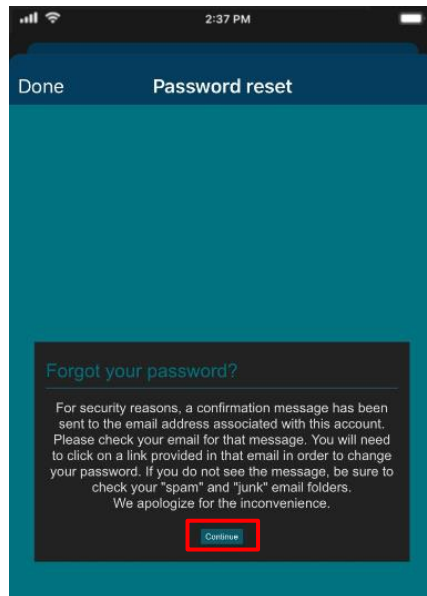 2:37 PM
Done Password reset
Forgot your password?
For security reasons, a confirmation message has been
sent to the email address associated with this account.
Please check your email for that message. You will need
to click on a link provided in that email in order to change
your password. If you do not see the message, be sure to
check your "spam" and "junk" email folders.
We apologize for the inconvenience.
Continue